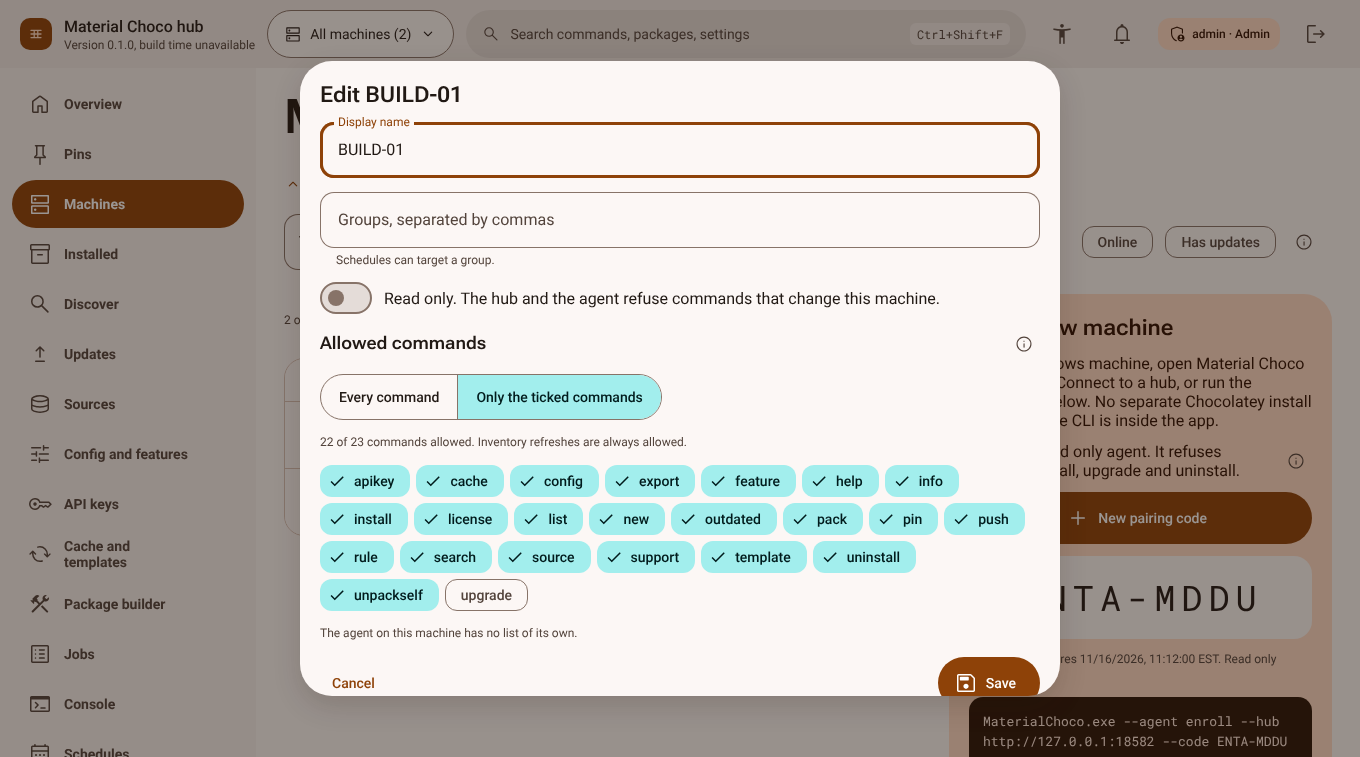 Material Choco hub
Version 0.1.0, build time unavailable
All machines (2)
Search commands, packages, settings
Ctrl+Shift+F
admin · Admin
Overview
Pins
Machines
Installed
Discover
Updates
Sources
Config and features
API keys
Cache and
templates
Package builder
Jobs
Console
Schedules
Edit BUILD-01
Display name
BUILD-01
Groups, separated by commas
Schedules can target a group.
Read only. The hub and the agent refuse commands that change this machine.
Allowed commands
Every command
Only the ticked commands
22 of 23 commands allowed. Inventory refreshes are always allowed.
apikey cache config export feature help info
install license list new outdated pack pin push
rule search source support template uninstall
unpackself upgrade
The agent on this machine has no list of its own.
Cancel
Save
Online
Has updates
2 o
machine
machine, open Material Choco
Connect to a hub, or run the
No separate Chocolatey install
CLI is inside the app.
only agent. It refuses
upgrade and uninstall.
New pairing code
NTA-MDDU
11/16/2026, 11:12:00 EST. Read only
MaterialChoco.exe --agent enroll --hub
http://127.0.0.1:18582 --code ENTA-MDDU